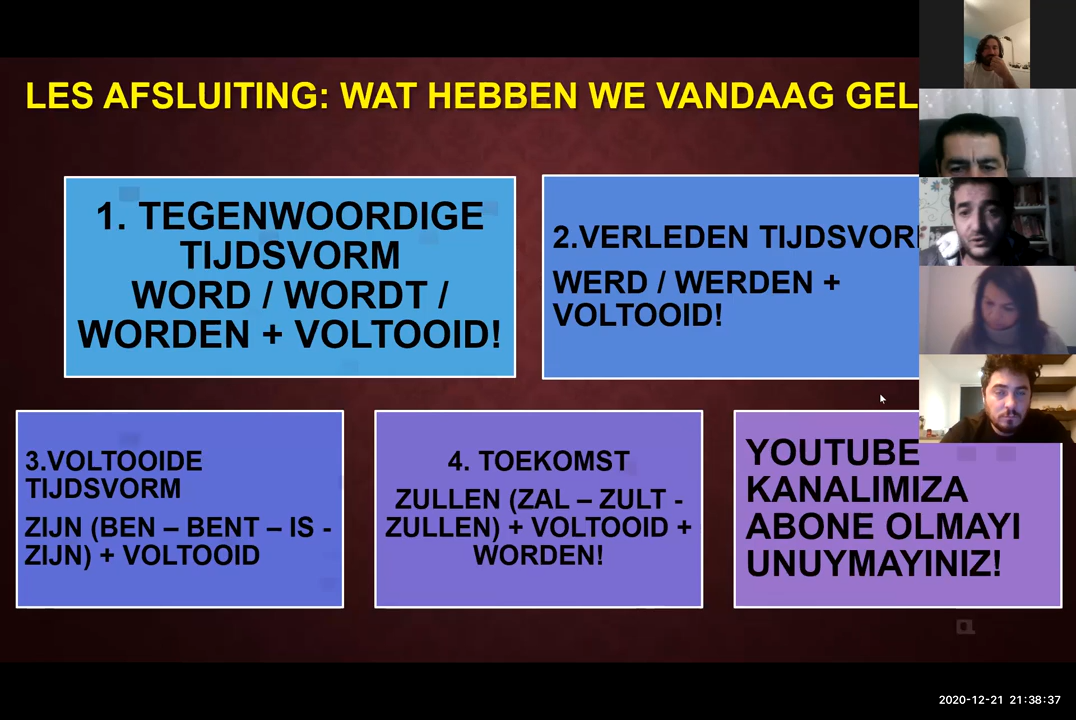 LES AFSLUITING: WAT HEBBEN WE VANDAAG GEL
1. TEGENWOORDIGE
TIJDSVORM
WORD / WORDT /
WORDEN + VOLTOOID!
2.VERLEDEN TIJDSVOR
WERD / WERDEN +
VOLTOOID!
3.VOLTOOIDE
TIJDSVORM
ZIJN (BEN – BENT – IS -
ZIJN) + VOLTOOID
4. TOEKOMST
ZULLEN (ZAL – ZULT -
ZULLEN) + VOLTOOID +
WORDEN!
YOUTUBE
KANALIMIZA
ABONE OLMAYI
UNUYMAYINIZ!
2020-12-21 21:38:37